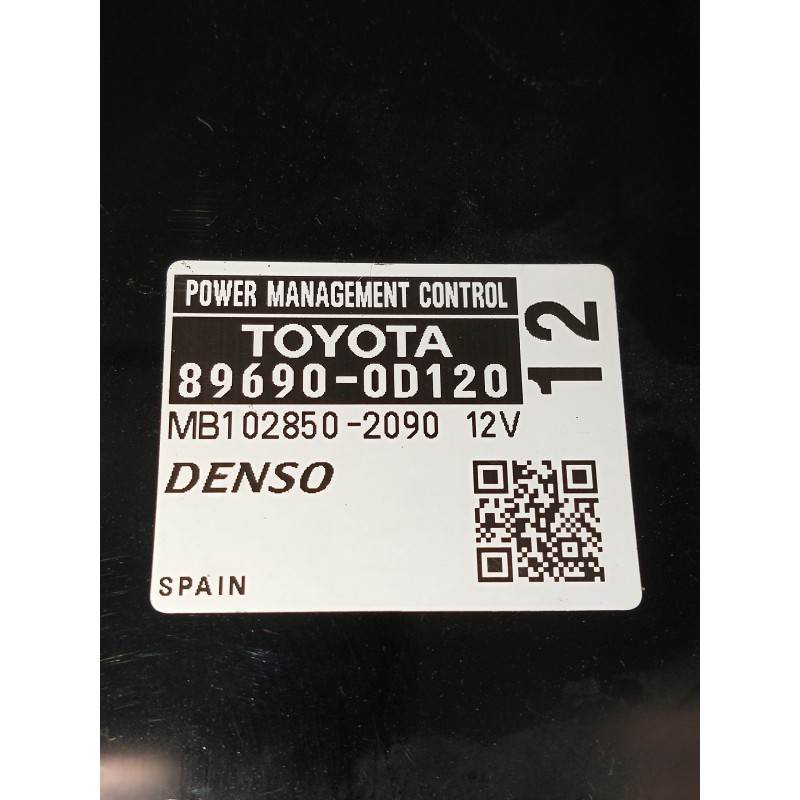 POWER MANAGEMENT CONTROL
TOYOTA
89690-0D120
12
MB102850-2090 12V
DENSO
SPAIN